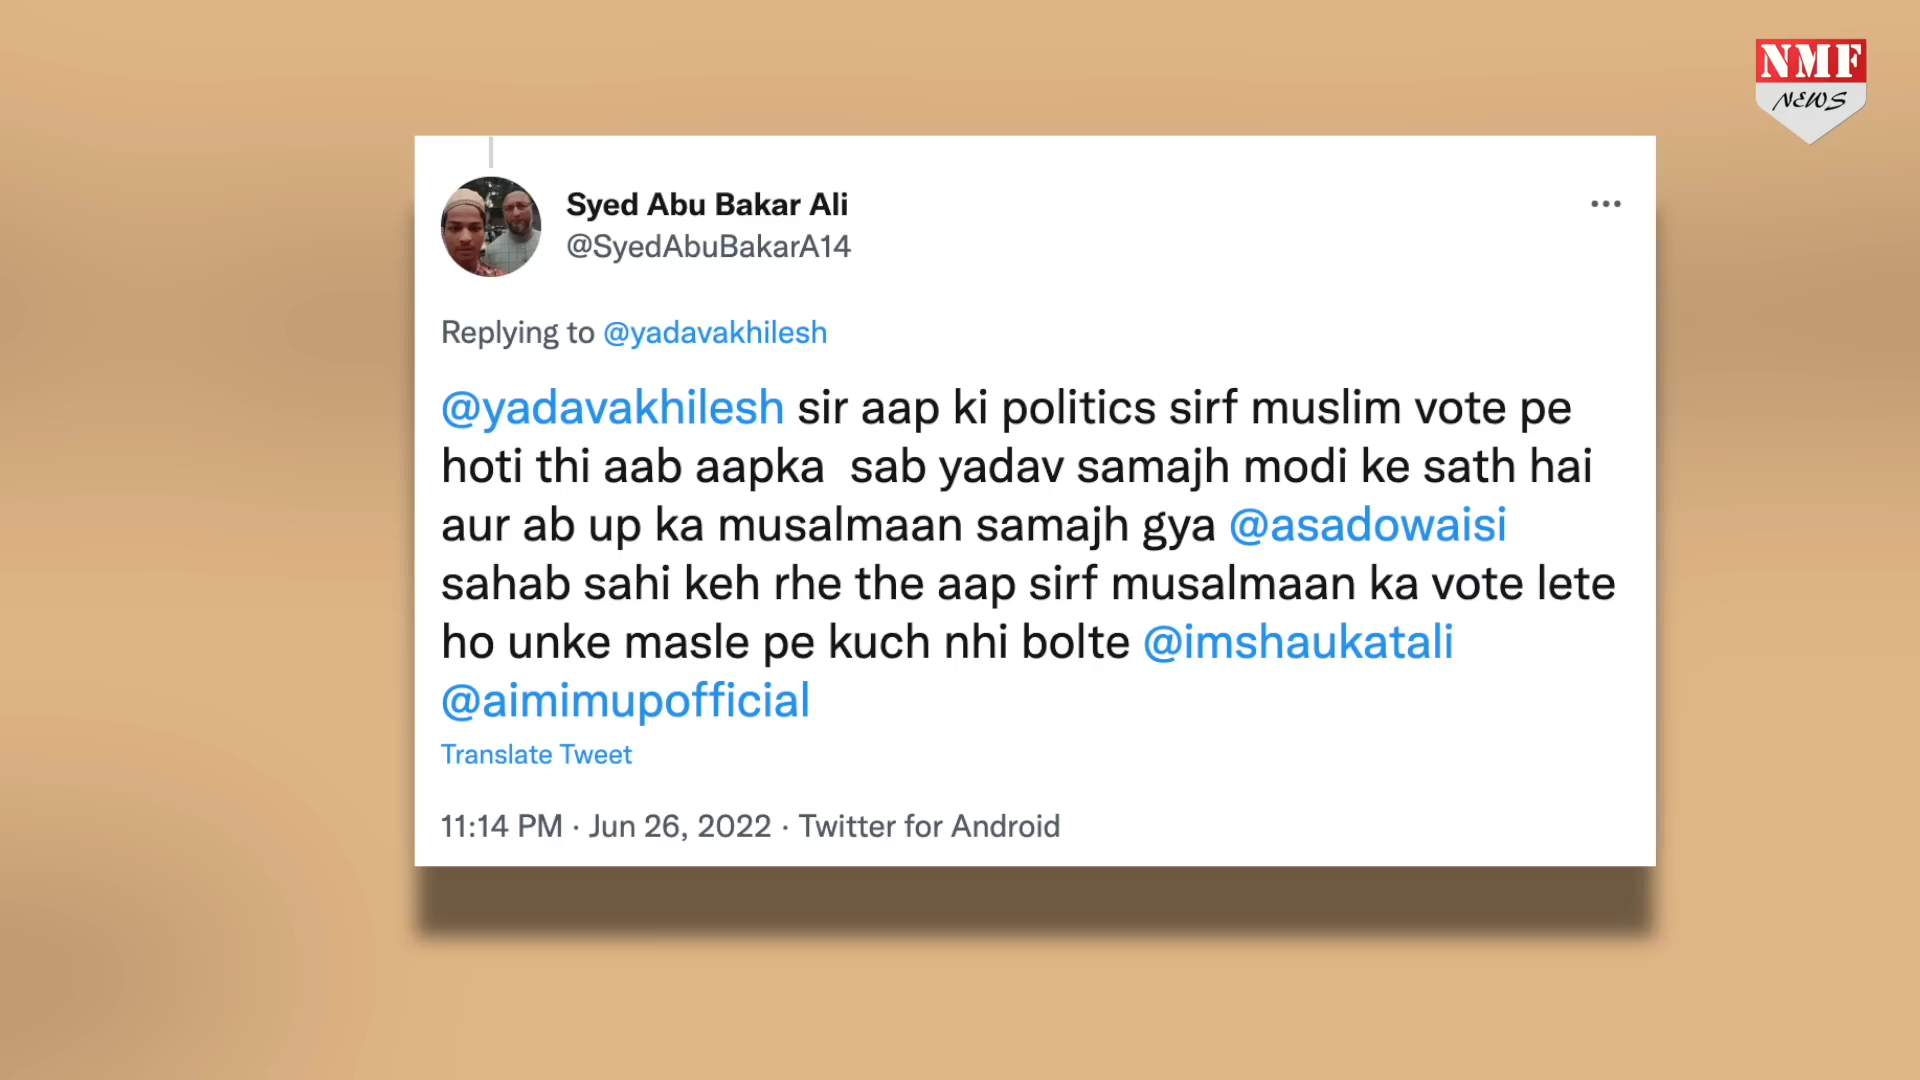 NMF
NEWS
Syed Abu Bakar Ali
@SyedAbuBakarA14
Replying to @yadavakhilesh
@yadavakhilesh sir aap ki politics sirf muslim vote pe
hoti thi aab aapka  sab yadav samajh modi ke sath hai
aur ab up ka musalmaan samajh gya @asadowaisi
sahab sahi keh rhe the aap sirf musalmaan ka vote lete
ho unke masle pe kuch nhi bolte @imshaukatali
@aimimupofficial
Translate Tweet
11:14 PM · Jun 26, 2022 · Twitter for Android